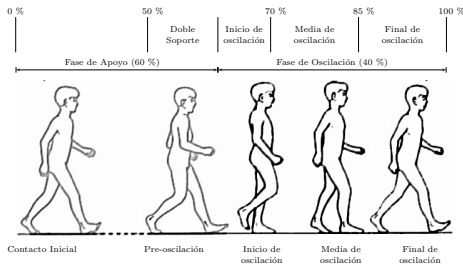 0 % 50 % 70 % 85 % 100 %
Doble Soporte
Inicio de oscilación
Media de oscilación
Final de oscilación
Fase de Apoyo (60 %) Fase de Oscilación (40 %)
Contacto Inicial
Pre-oscilación
Inicio de oscilación
Media de oscilación
Final de oscilación